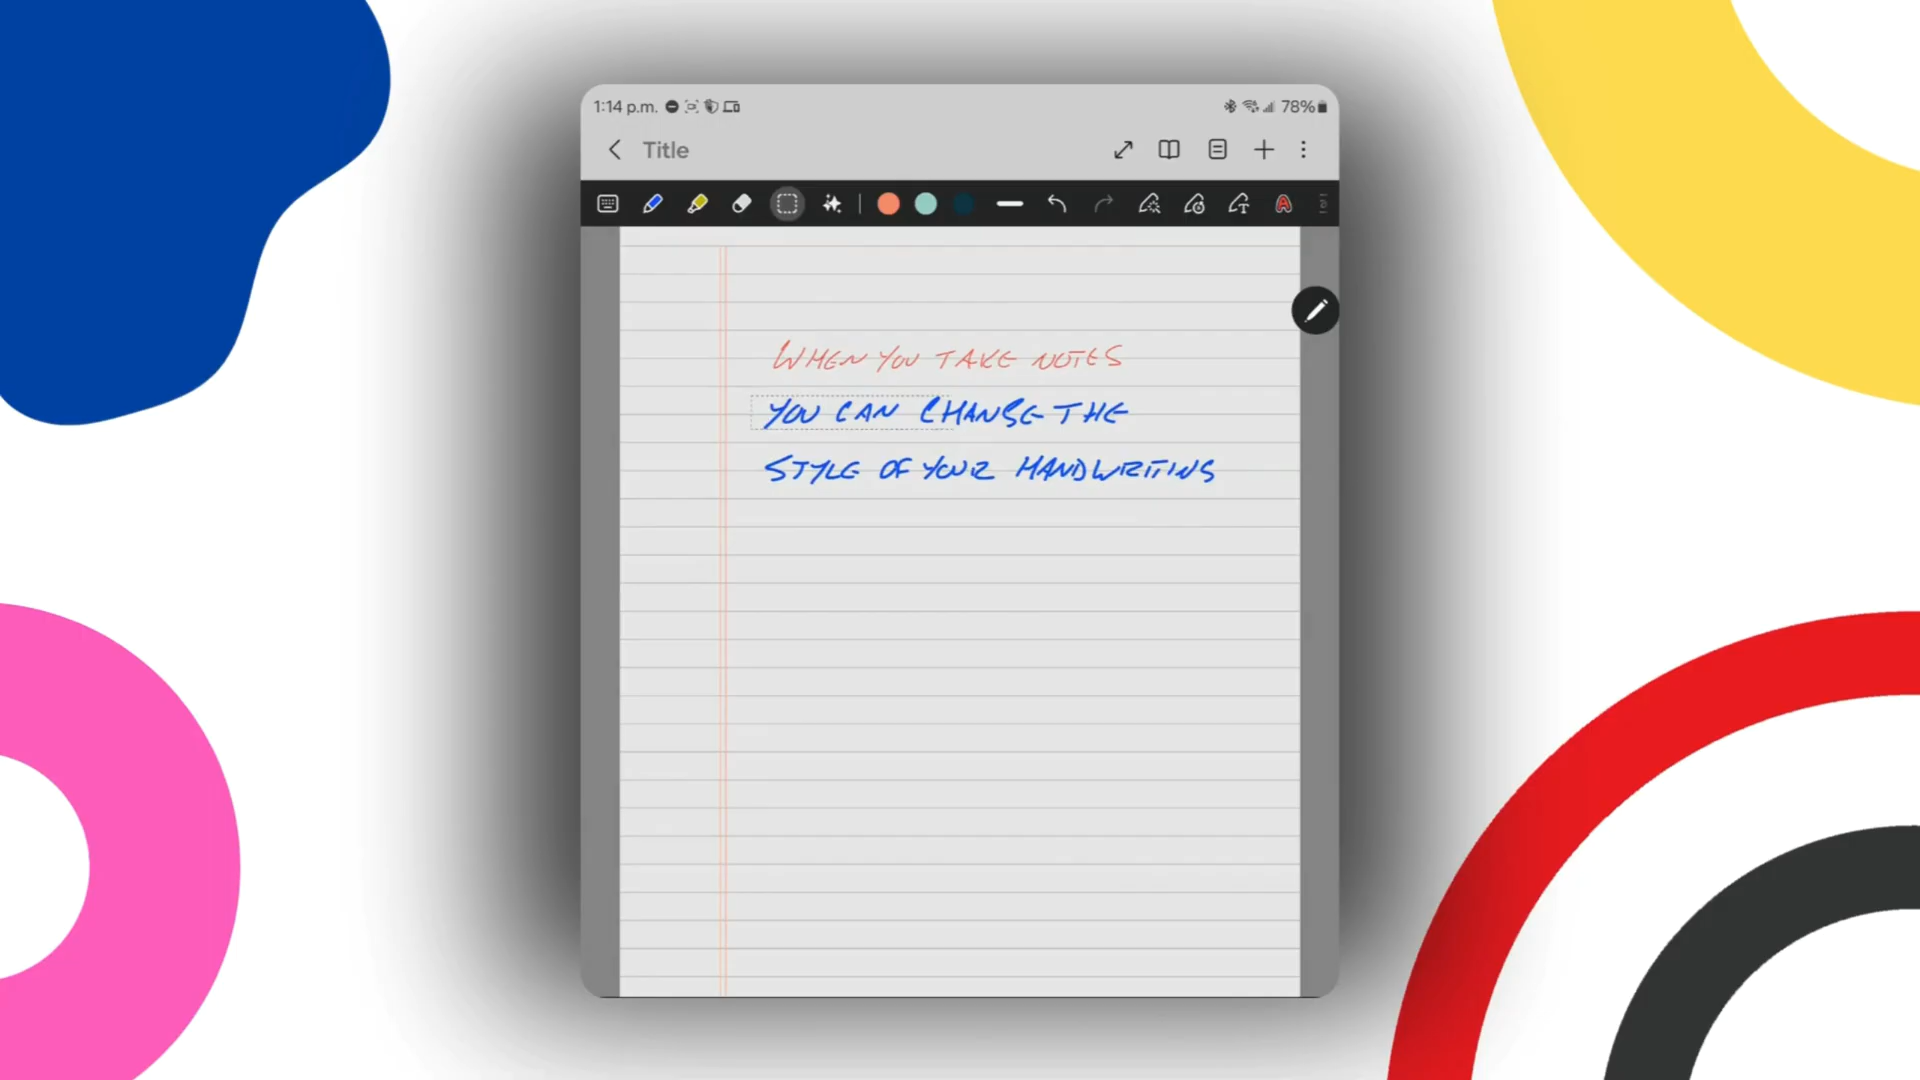 1:14 p.m. 78%
Title
WHEN YOU TAKE NOTES
YOU CAN CHANGE THE
STYLE OF YOUR HANDWRITING